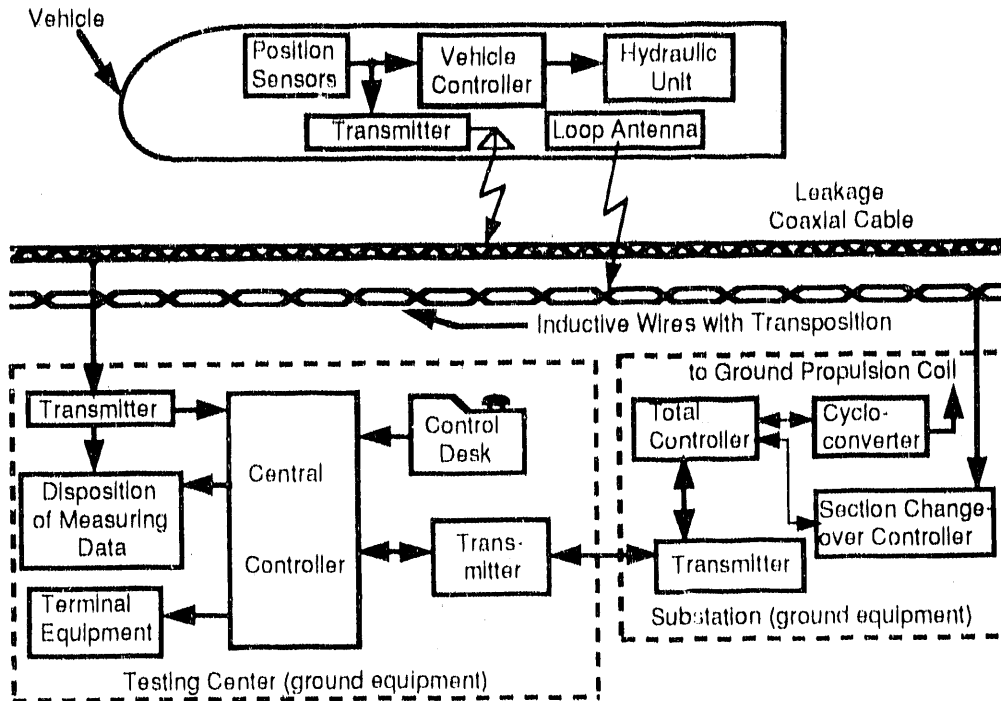 Vehicle
Position
Sensors
Vehicle
Controller
Hydraulic
Unit
Transmitter
Loop Antenna
Leakage
Coaxial Cable
Inductive Wires with Transposition
Transmitter
Disposition
of Measuring
Data
Terminal
Equipment
Central
Controller
Control
Desk
Trans-
mitter
Testing Center (ground equipment)
to Ground Propulsion Coil
Total
Controller
Cyclo-
converter
Section Change-
over Controller
Transmitter
Substation (ground equipment)